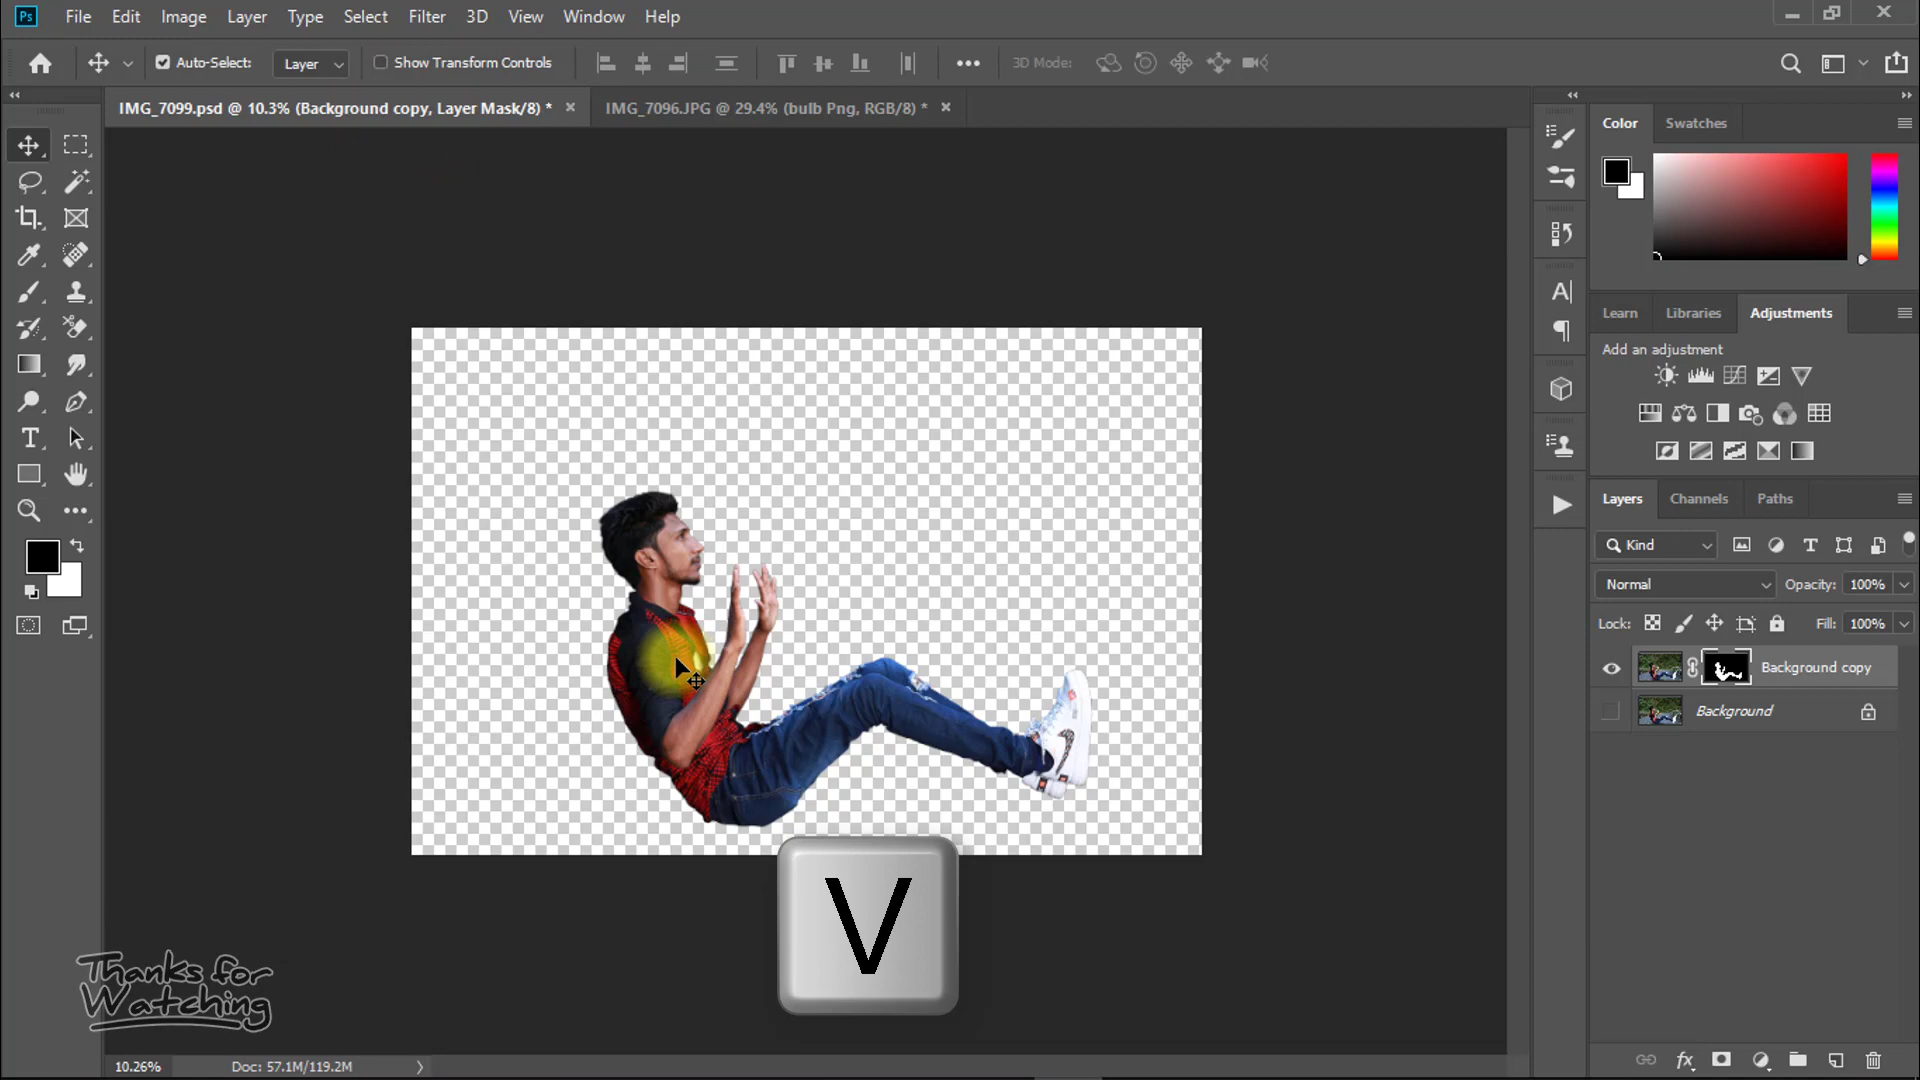 Ps File Edit Image Layer Type Select Filter 3D View Window Help
Auto-Select: Layer Show Transform Controls 3D Mode:
IMG_7099.psd @ 10.3% (Background copy, Layer Mask/8) * × IMG_7096.JPG @ 29.4% (bulb Png, RGB/8) * ×
Color Swatches
Learn Libraries Adjustments
Add an adjustment
Layers Channels Paths
Kind
Normal Opacity: 100%
Lock: Fill: 100%
Background copy
Background
V
Thanks for
Watching
10.26% Doc: 57.1M/119.2M